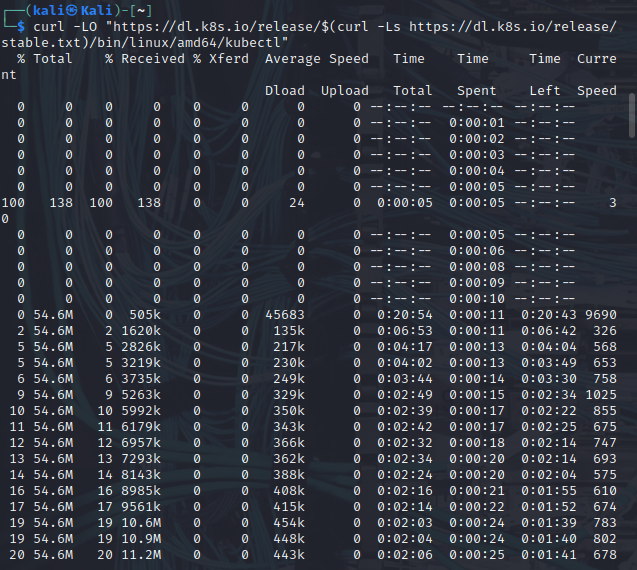 ┌──(kali㉿Kali)-[~]
└─$ curl -LO "https://dl.k8s.io/release/$(curl -Ls https://dl.k8s.io/release/
stable.txt)/bin/linux/amd64/kubectl"
  % Total    % Received % Xferd  Average Speed   Time    Time     Time  Curre
nt
                                 Dload  Upload   Total   Spent    Left  Speed
  0     0    0     0    0     0      0      0 --:--:-- --:--:-- --:--:--
  0     0    0     0    0     0      0      0 --:--:--  0:00:01 --:--:--
  0     0    0     0    0     0      0      0 --:--:--  0:00:02 --:--:--
  0     0    0     0    0     0      0      0 --:--:--  0:00:03 --:--:--
  0     0    0     0    0     0      0      0 --:--:--  0:00:04 --:--:--
  0     0    0     0    0     0      0      0 --:--:--  0:00:05 --:--:--
100   138  100   138    0     0     24      0  0:00:05  0:00:05 --:--:--     3
0
  0     0    0     0    0     0      0      0 --:--:--  0:00:05 --:--:--
  0     0    0     0    0     0      0      0 --:--:--  0:00:06 --:--:--
  0     0    0     0    0     0      0      0 --:--:--  0:00:08 --:--:--
  0     0    0     0    0     0      0      0 --:--:--  0:00:09 --:--:--
  0     0    0     0    0     0      0      0 --:--:--  0:00:10 --:--:--
  0 54.6M    0  505k    0     0  45683      0  0:20:54  0:00:11  0:20:43  9690
  2 54.6M    2 1620k    0     0   135k      0  0:06:53  0:00:11  0:06:42   326
  5 54.6M    5 2826k    0     0   217k      0  0:04:17  0:00:13  0:04:04   568
  5 54.6M    5 3219k    0     0   230k      0  0:04:02  0:00:13  0:03:49   653
  6 54.6M    6 3735k    0     0   249k      0  0:03:44  0:00:14  0:03:30   758
  9 54.6M    9 5263k    0     0   329k      0  0:02:49  0:00:15  0:02:34  1025
 10 54.6M   10 5992k    0     0   350k      0  0:02:39  0:00:17  0:02:22   855
 11 54.6M   11 6179k    0     0   343k      0  0:02:42  0:00:17  0:02:25   675
 12 54.6M   12 6957k    0     0   366k      0  0:02:32  0:00:18  0:02:14   747
 13 54.6M   13 7293k    0     0   362k      0  0:02:34  0:00:20  0:02:14   693
 14 54.6M   14 8143k    0     0   388k      0  0:02:24  0:00:20  0:02:04   575
 16 54.6M   16 8985k    0     0   408k      0  0:02:16  0:00:21  0:01:55   610
 17 54.6M   17 9561k    0     0   415k      0  0:02:14  0:00:22  0:01:52   674
 19 54.6M   19 10.6M    0     0   454k      0  0:02:03  0:00:24  0:01:39   783
 19 54.6M   19 10.9M    0     0   448k      0  0:02:04  0:00:24  0:01:40   802
 20 54.6M   20 11.2M    0     0   443k      0  0:02:06  0:00:25  0:01:41   678